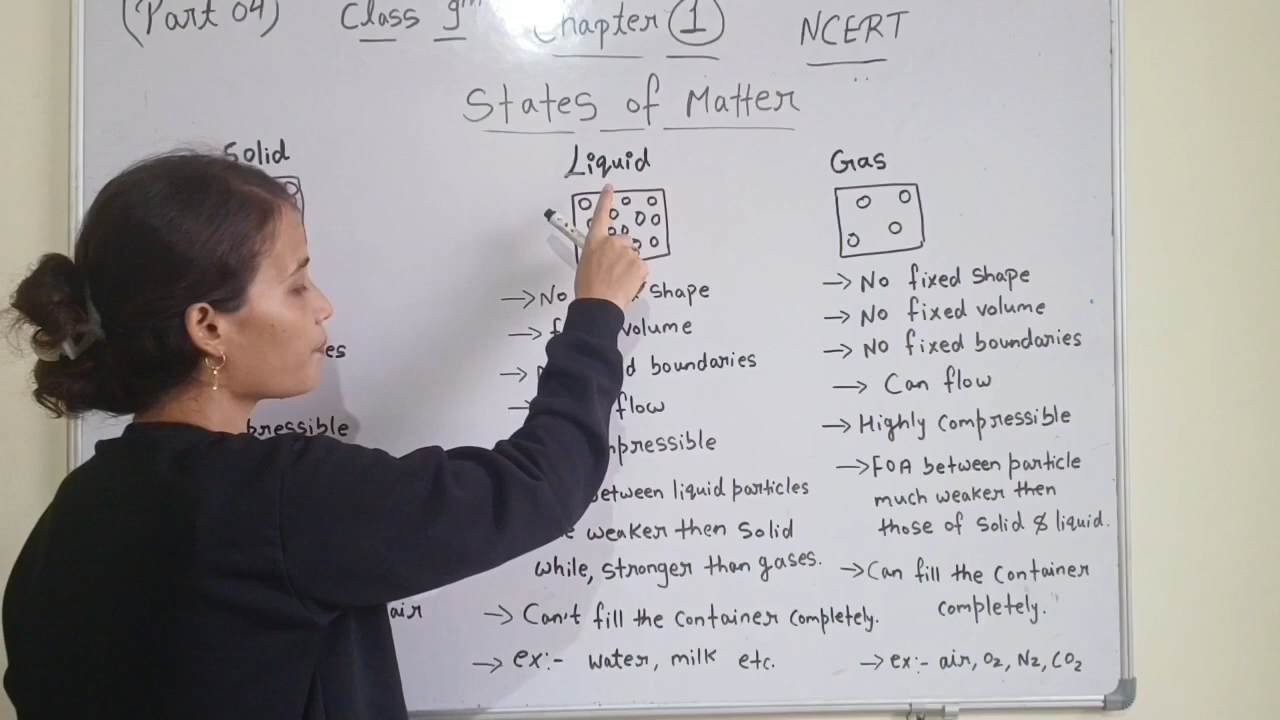 (Part 04) Class 9th Chapter 1 NCERT
States of Matter
Solid
es
pressible
air
Liquid
→ No shape
→ volume
→ boundaries
→ flow
pressible
between liquid particles
weaker then Solid
while, stronger than gases.
→ Can't fill the Container completely.
→ ex:- water, milk etc.
Gas
→ No fixed shape
→ No fixed volume
→ No fixed boundaries
→ Can flow
→ Highly compressible
→ FOA between particle
much weaker then
those of solid & liquid.
→ Can fill the Container
completely.
→ ex:- air, O2, N2, CO2